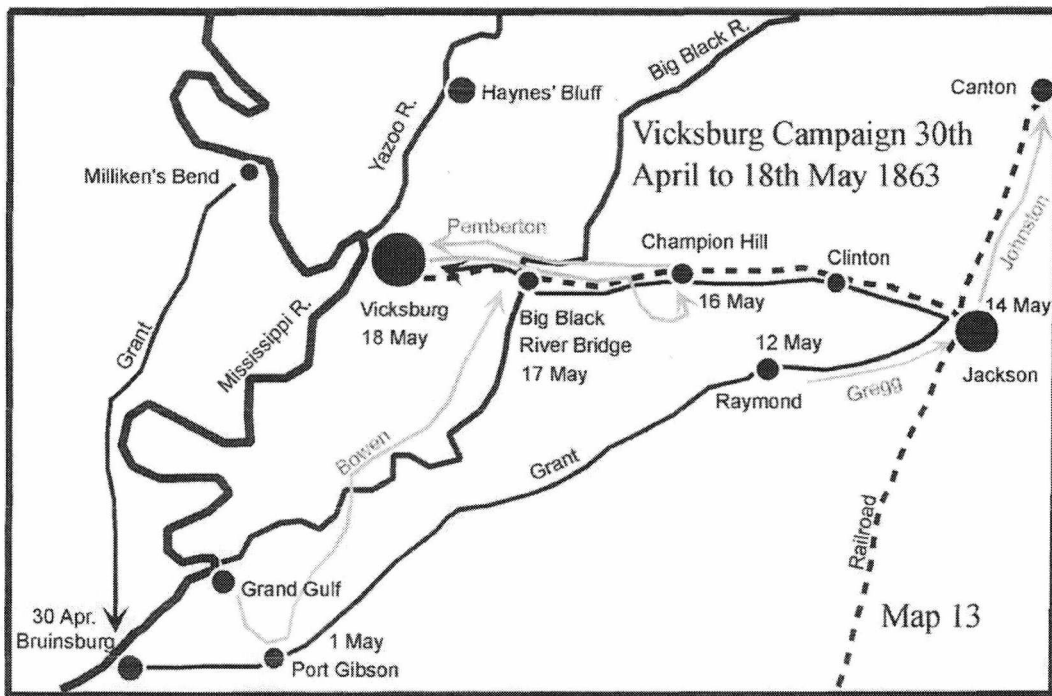 Big Black R.
Canton
Haynes' Bluff
Yazoo R.
Vicksburg Campaign 30th
April to 18th May 1863
Milliken's Bend
Johnston
Pemberton
Champion Hill
Clinton
Grant
Mississippi R.
Vicksburg
18 May
Big Black
River Bridge
17 May
16 May
14 May
Jackson
12 May
Raymond
Gregg
Bowen
Grant
Railroad
Grand Gulf
30 Apr.
Bruinsburg
1 May
Port Gibson
Map 13